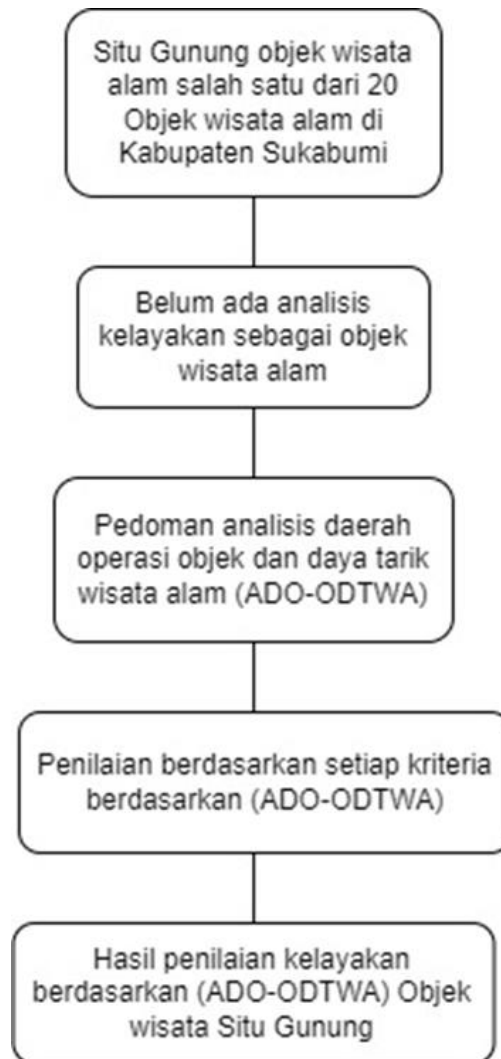 Situ Gunung objek wisata
alam salah satu dari 20
Objek wisata alam di
Kabupaten Sukabumi
Belum ada analisis
kelayakan sebagai objek
wisata alam
Pedoman analisis daerah
operasi objek dan daya tarik
wisata alam (ADO-ODTWA)
Penilaian berdasarkan setiap kriteria
berdasarkan (ADO-ODTWA)
Hasil penilaian kelayakan
berdasarkan (ADO-ODTWA) Objek
wisata Situ Gunung